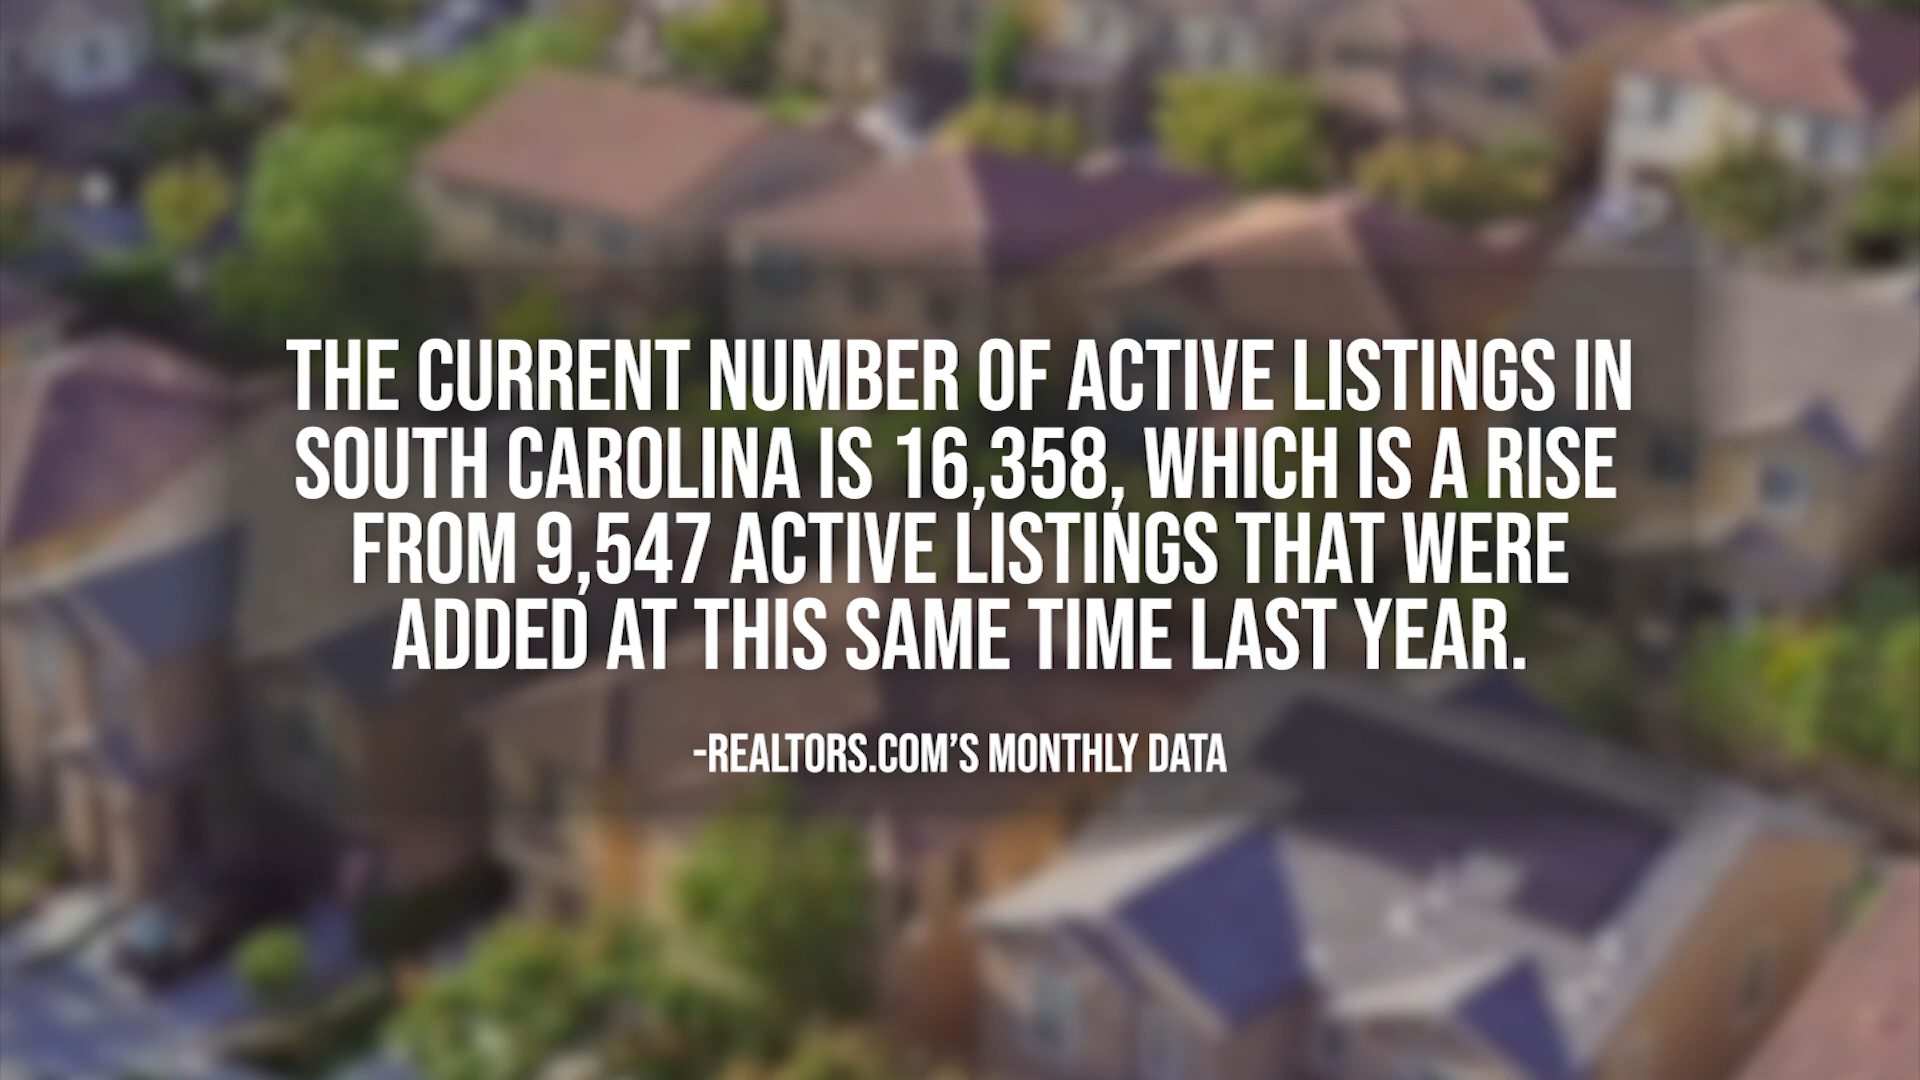 THE CURRENT NUMBER OF ACTIVE LISTINGS IN
SOUTH CAROLINA IS 16,358, WHICH IS A RISE
FROM 9,547 ACTIVE LISTINGS THAT WERE
ADDED AT THIS SAME TIME LAST YEAR.
-REALTORS.COM’S MONTHLY DATA